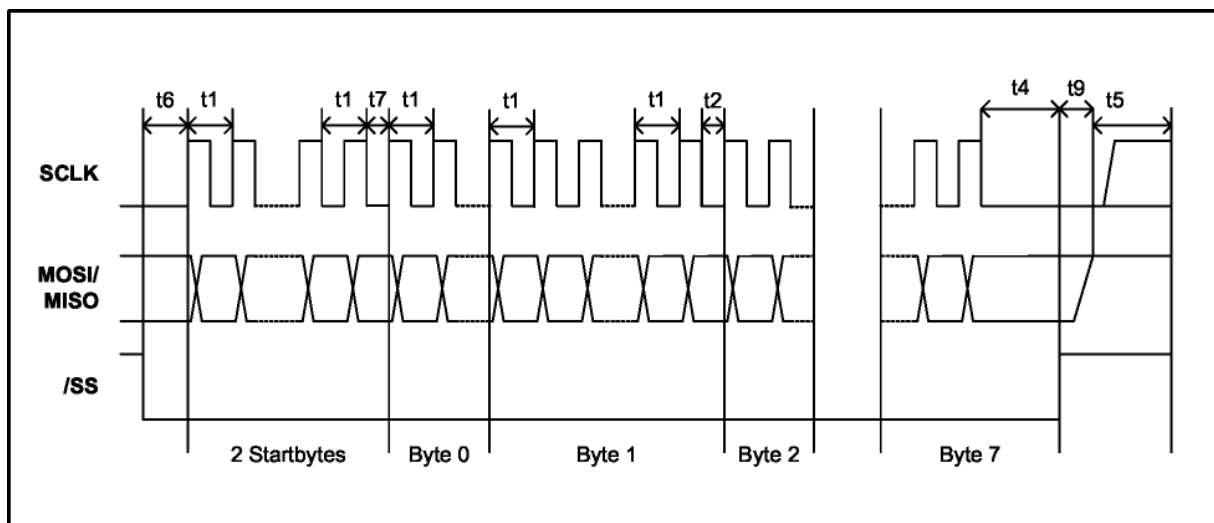 t6 t1 t1 t7 t1 t1 t1 t2 t4 t9 t5
SCLK
MOSI/
MISO
/SS
2 Startbytes Byte 0 Byte 1 Byte 2 Byte 7